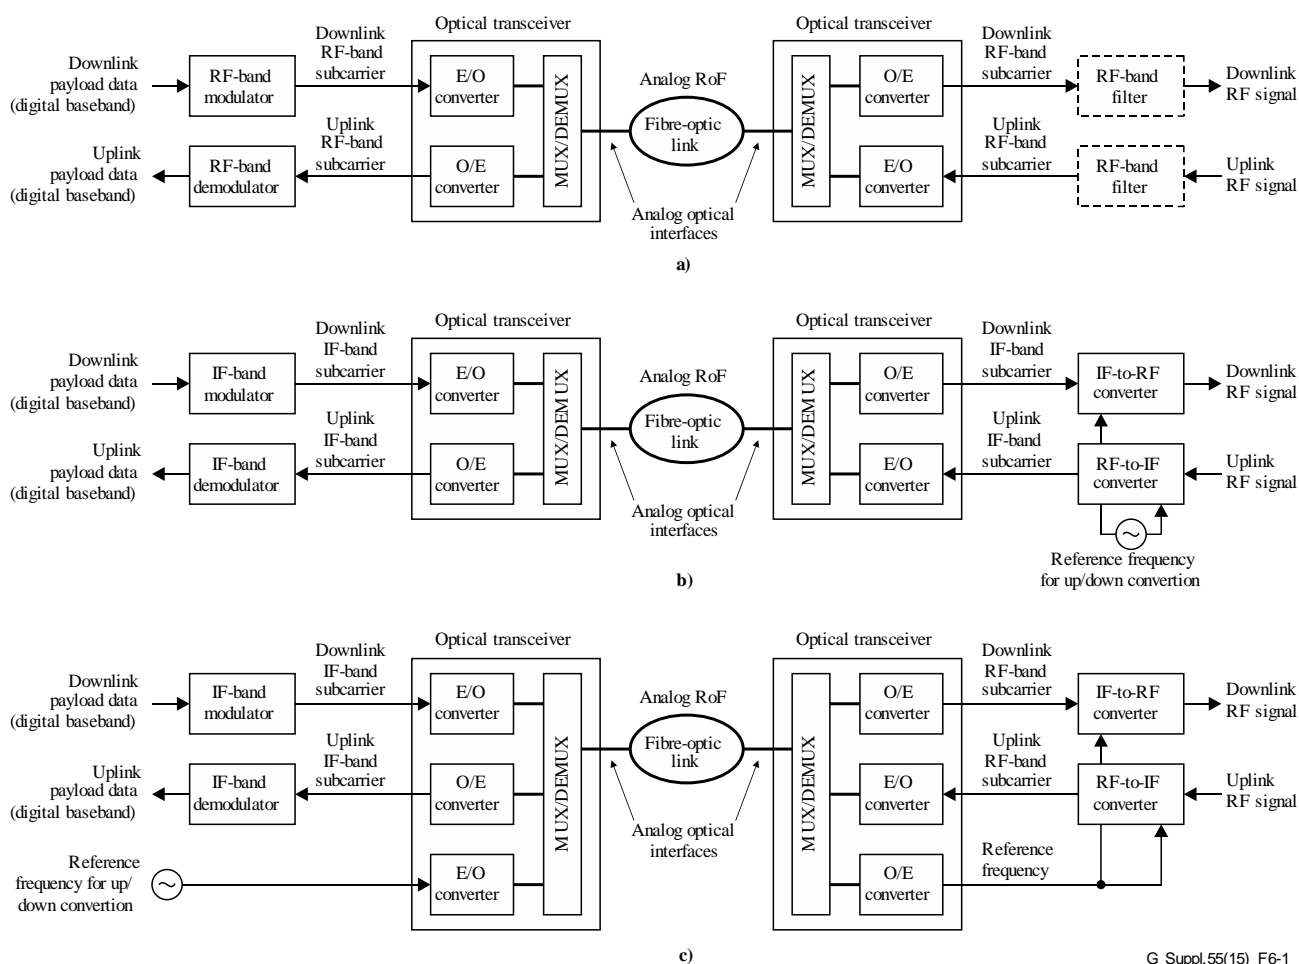 Optical transceiver
Optical transceiver
Downlink
payload data
(digital baseband)
RF-band
modulator
Downlink
RF-band
subcarrier
E/O
converter
MUX/DEMUX
Analog RoF
Fibre-optic
link
MUX/DEMUX
O/E
converter
Downlink
RF-band
subcarrier
RF-band
filter
Downlink
RF signal
Uplink
payload data
(digital baseband)
RF-band
demodulator
Uplink
RF-band
subcarrier
O/E
converter
Analog optical
interfaces
E/O
converter
Uplink
RF-band
subcarrier
RF-band
filter
Uplink
RF signal
a)
Optical transceiver
Optical transceiver
Downlink
payload data
(digital baseband)
IF-band
modulator
Downlink
IF-band
subcarrier
E/O
converter
MUX/DEMUX
Analog RoF
Fibre-optic
link
MUX/DEMUX
O/E
converter
Downlink
IF-band
subcarrier
IF-to-RF
converter
Downlink
RF signal
Uplink
payload data
(digital baseband)
IF-band
demodulator
Uplink
IF-band
subcarrier
O/E
converter
Analog optical
interfaces
E/O
converter
Uplink
IF-band
subcarrier
RF-to-IF
converter
Uplink
RF signal
Reference frequency
for up/down convertion
b)
Optical transceiver
Optical transceiver
Downlink
payload data
(digital baseband)
IF-band
modulator
Downlink
IF-band
subcarrier
E/O
converter
MUX/DEMUX
Analog RoF
Fibre-optic
link
MUX/DEMUX
O/E
converter
Downlink
RF-band
subcarrier
IF-to-RF
converter
Downlink
RF signal
Uplink
payload data
(digital baseband)
IF-band
demodulator
Uplink
IF-band
subcarrier
O/E
converter
Analog optical
interfaces
E/O
converter
Uplink
RF-band
subcarrier
RF-to-IF
converter
Uplink
RF signal
Reference
frequency for up/
down convertion
E/O
converter
O/E
converter
Reference
frequency
c)
G Suppl.55(15)_F6-1